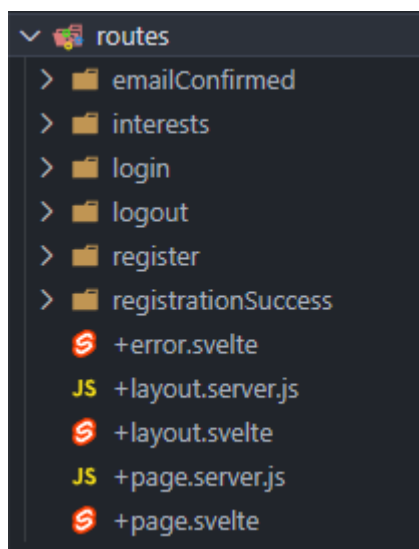 routes
emailConfirmed
interests
login
logout
register
registrationSuccess
+error.svelte
JS +layout.server.js
+layout.svelte
JS +page.server.js
+page.svelte